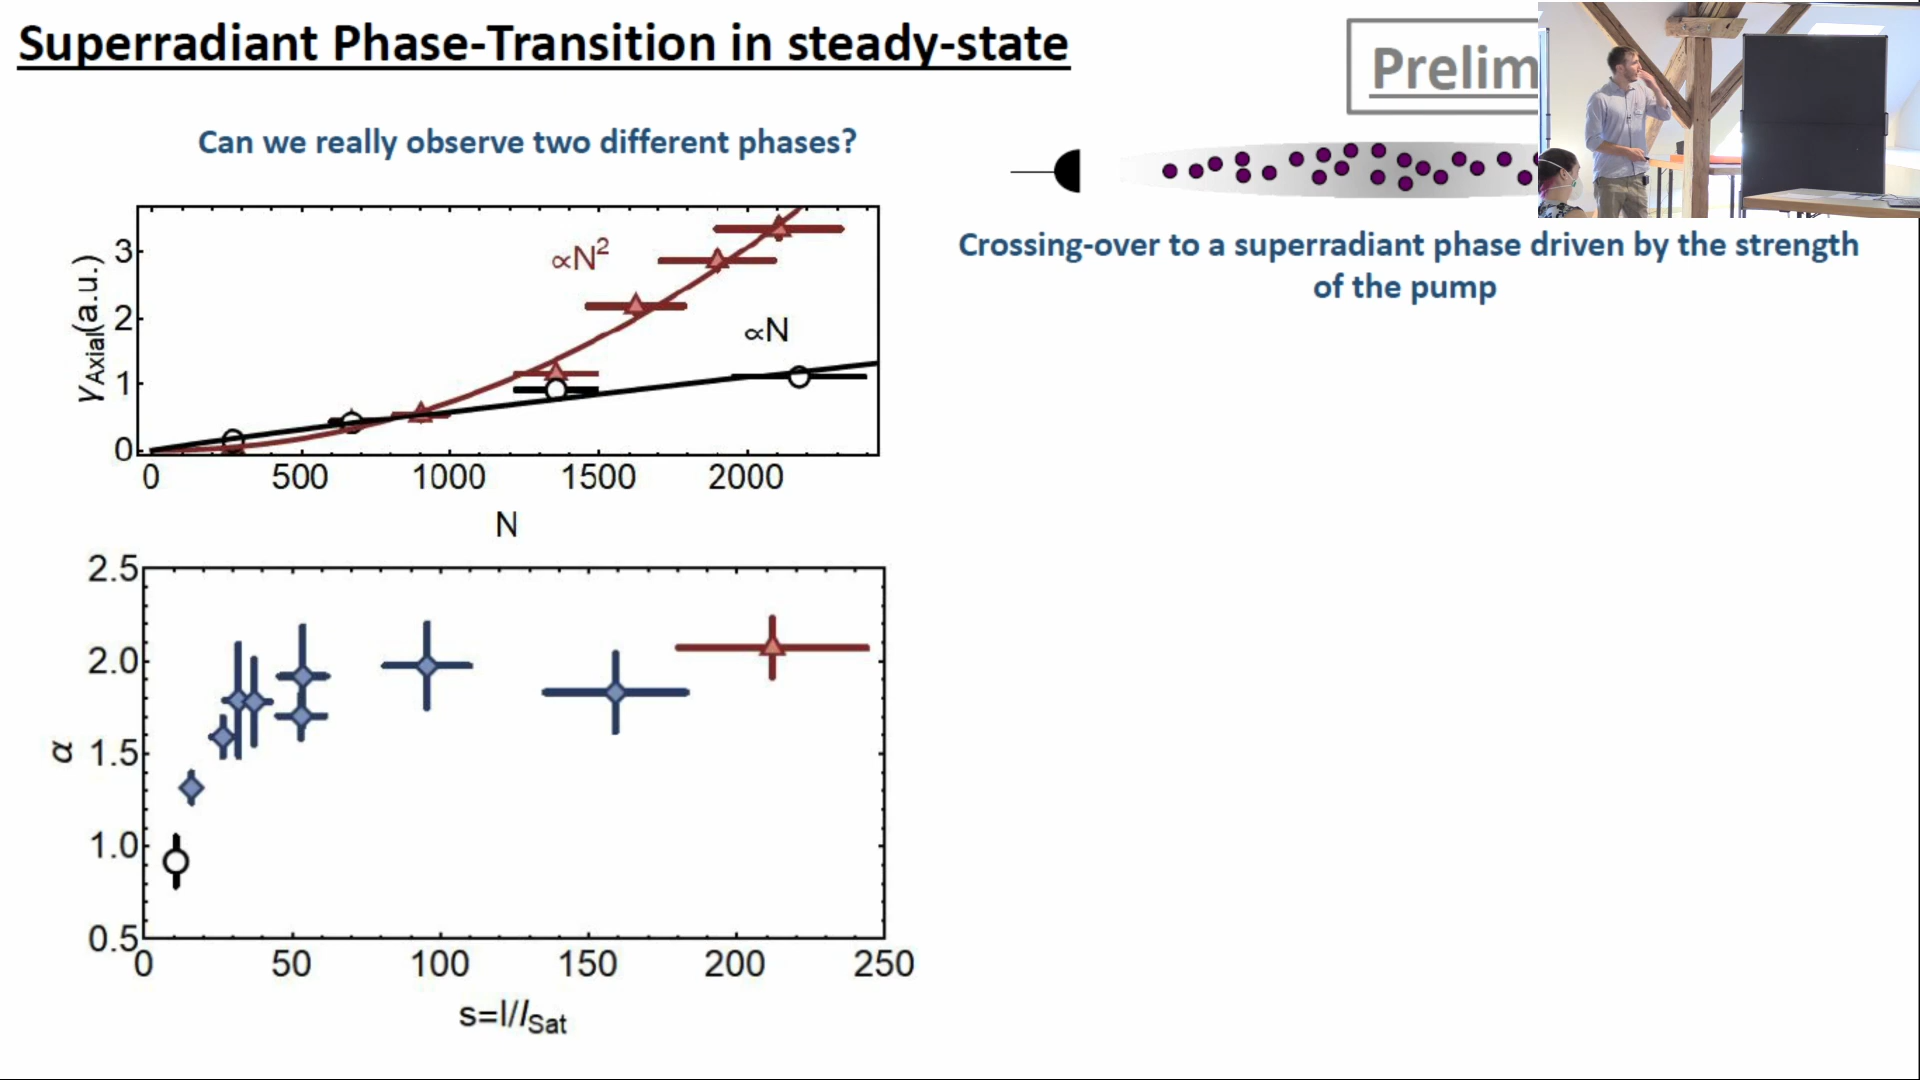 Superradiant Phase-Transition in steady-state
Prelim
Can we really observe two different phases?
Crossing-over to a superradiant phase driven by the strength
of the pump
γAxial(a.u.)
3
2
1
0
∝N²
∝N
0 500 1000 1500 2000
N
α
2.5
2.0
1.5
1.0
0.5
0 50 100 150 200 250
s=I/ISat